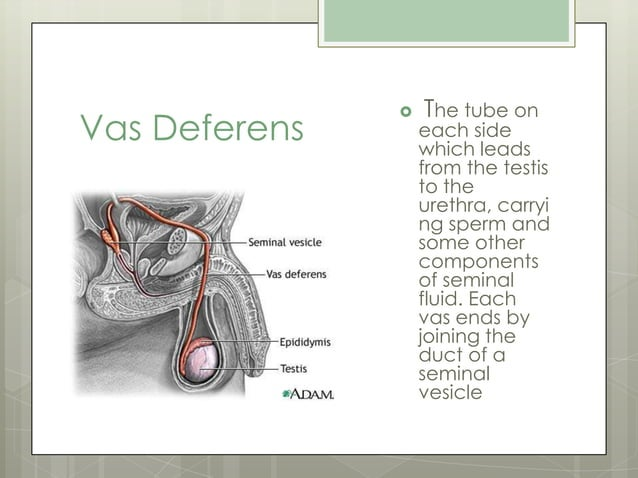 Vas Deferens
The tube on
each side
which leads
from the testis
to the
urethra, carryi
ng sperm and
some other
components
of seminal
fluid. Each
vas ends by
joining the
duct of a
seminal
vesicle
Seminal vesicle
Vas deferens
Epididymis
Testis
ADAM.